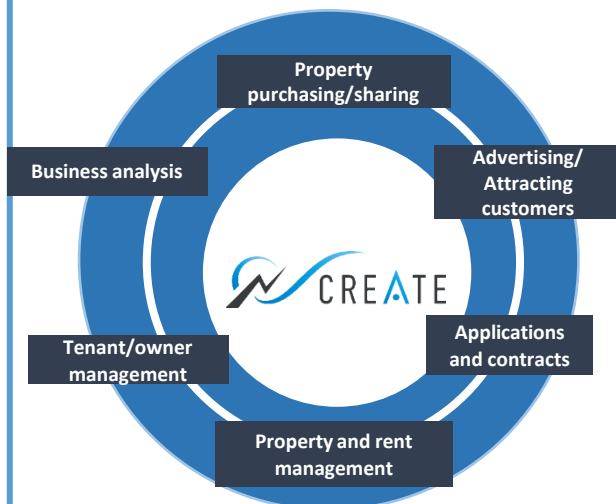 Property
purchasing/sharing
Business analysis
Advertising/
Attracting
customers
CREATE
Tenant/owner
management
Applications
and contracts
Property and rent
management